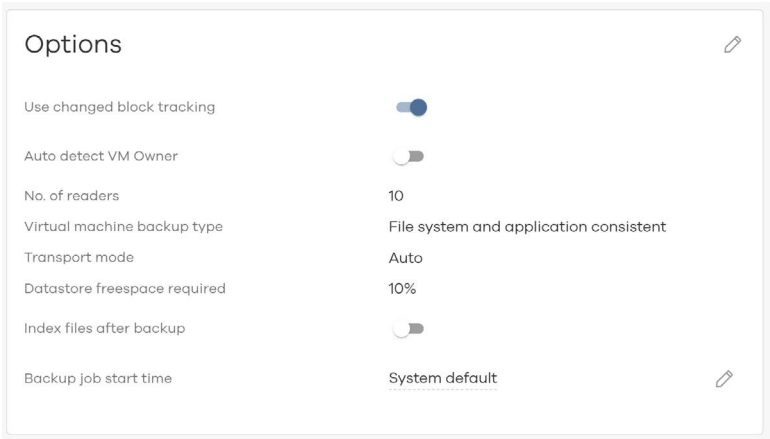 Options
Use changed block tracking
Auto detect VM Owner
No. of readers 10
Virtual machine backup type File system and application consistent
Transport mode Auto
Datastore freespace required 10%
Index files after backup
Backup job start time System default